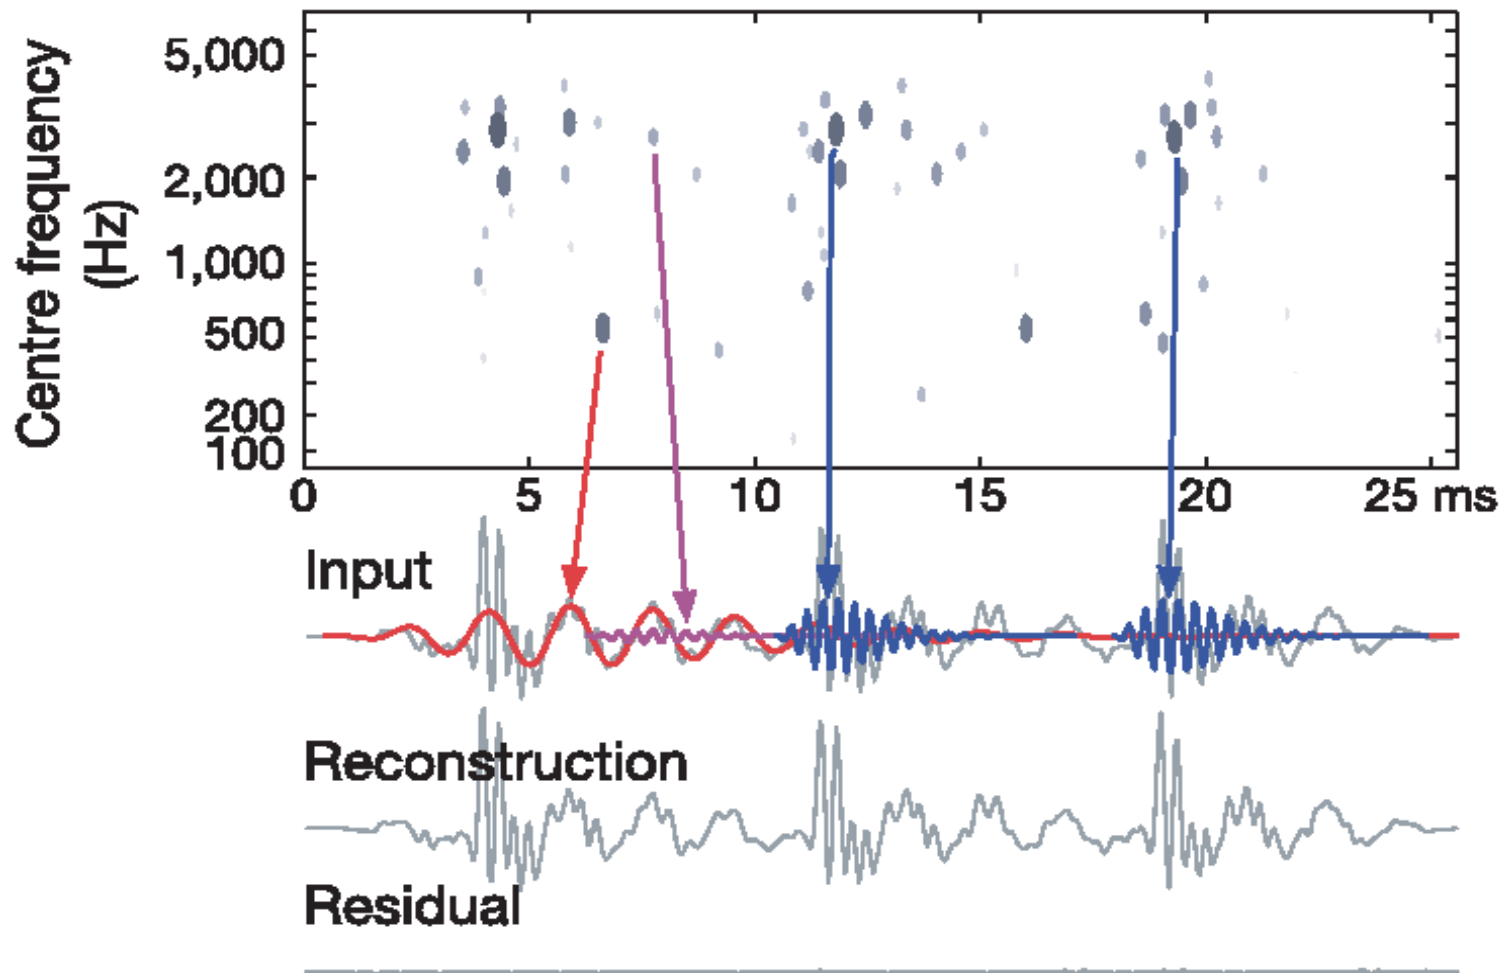 Centre frequency
(Hz)
5,000
2,000
1,000
500
200
100
0 5 10 15 20 25 ms
Input
Reconstruction
Residual